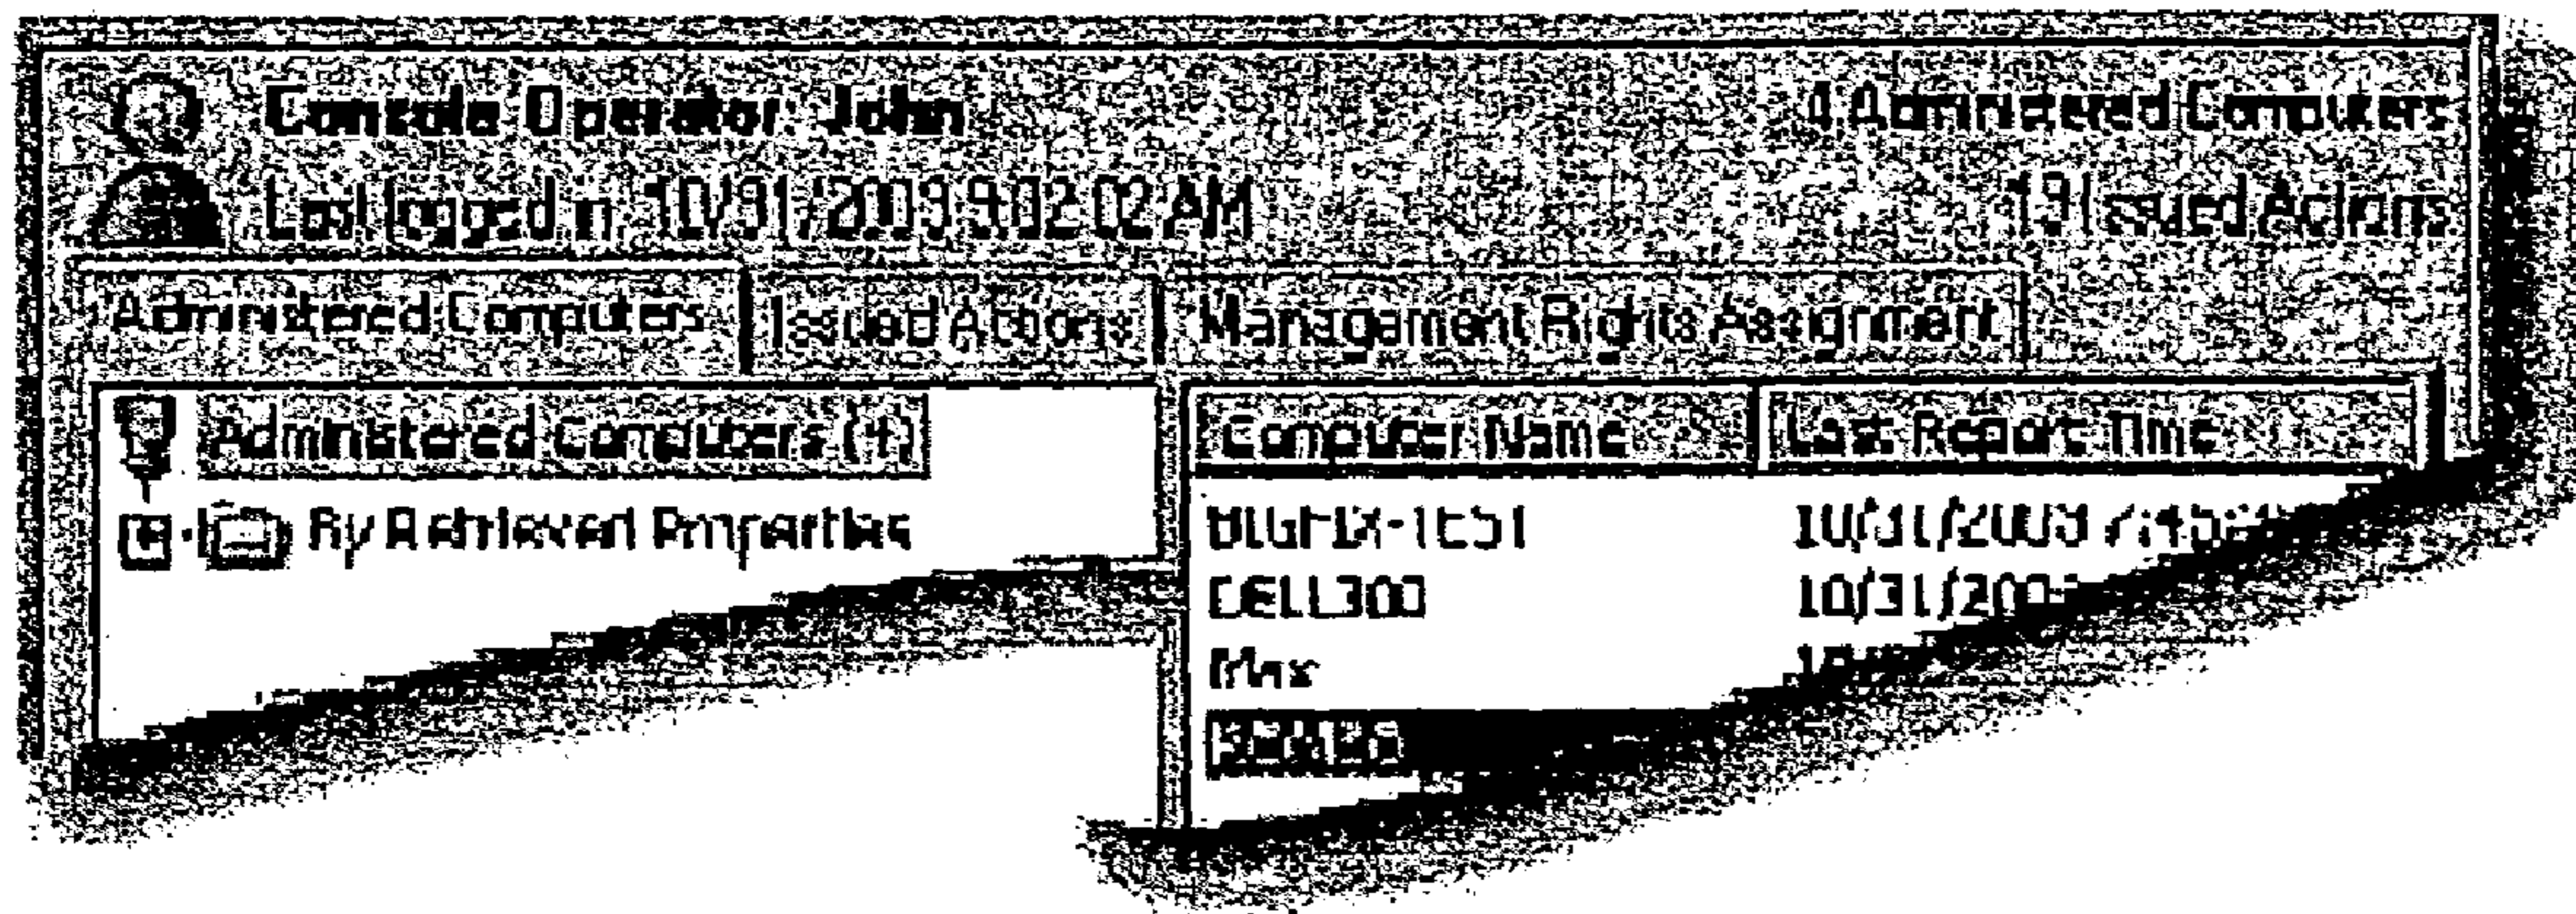 Console Operator: John
4 Administered Computers
Last logged in: 10/31/2003 9:02:02 AM
19 Issued Actions
Administered Computers
Issued Actions
Management Rights Assignment
Administered Computers (4)
Computer Name
Last Report Time
By Retrieved Properties
BIGFIX-TEST
10/31/2003
DELL300
10/31/200
Max